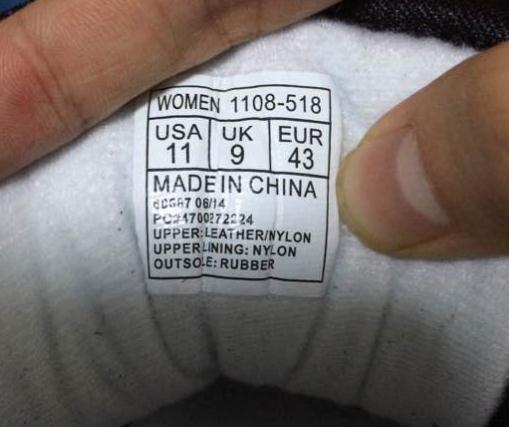 WOMEN 1108-518
USA UK EUR
11 9 43
MADE IN CHINA
06/14
UPPER: LEATHER/NYLON
UPPER LINING: NYLON
OUTSOLE: RUBBER